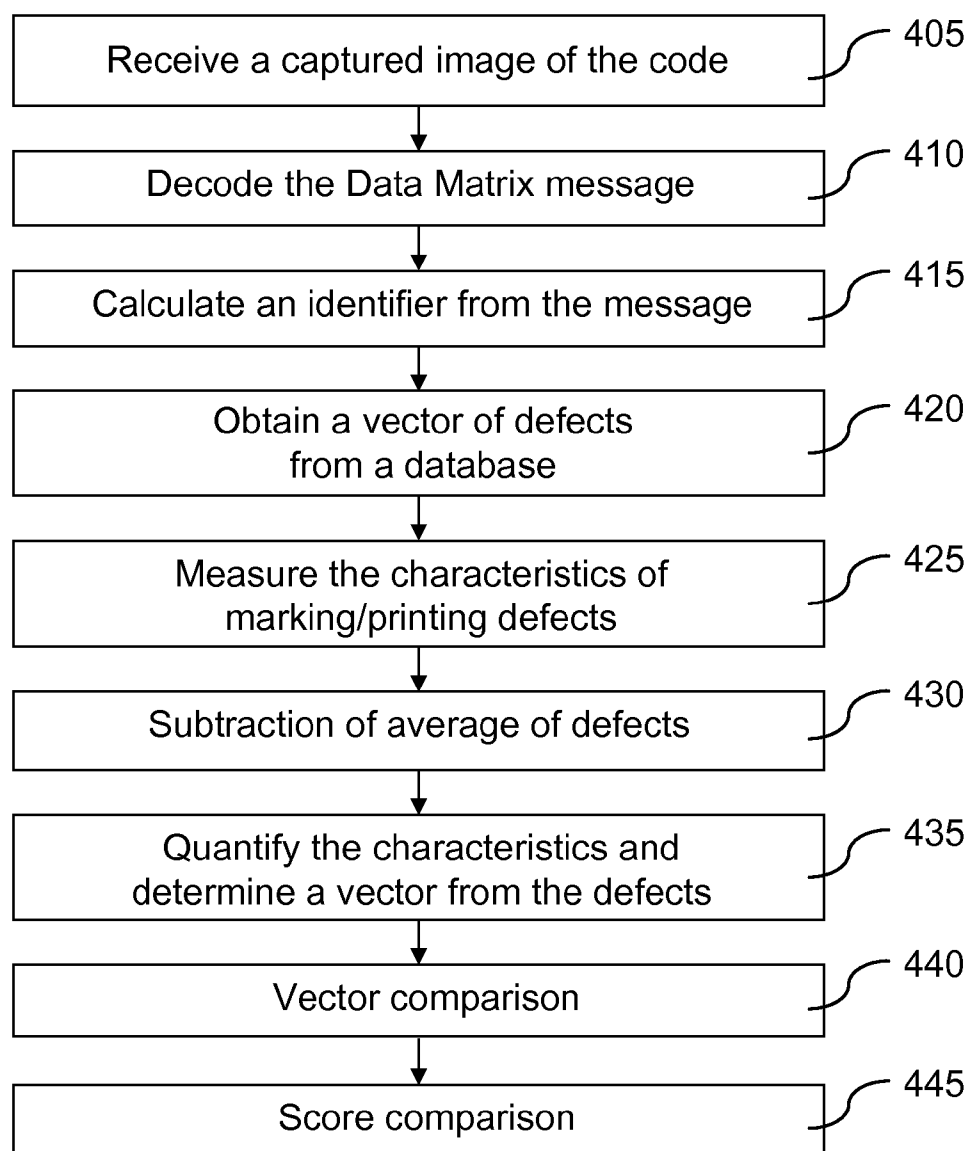 Receive a captured image of the code
405
Decode the Data Matrix message
410
Calculate an identifier from the message
415
Obtain a vector of defects
from a database
420
Measure the characteristics of
marking/printing defects
425
Subtraction of average of defects
430
Quantify the characteristics and
determine a vector from the defects
435
Vector comparison
440
Score comparison
445